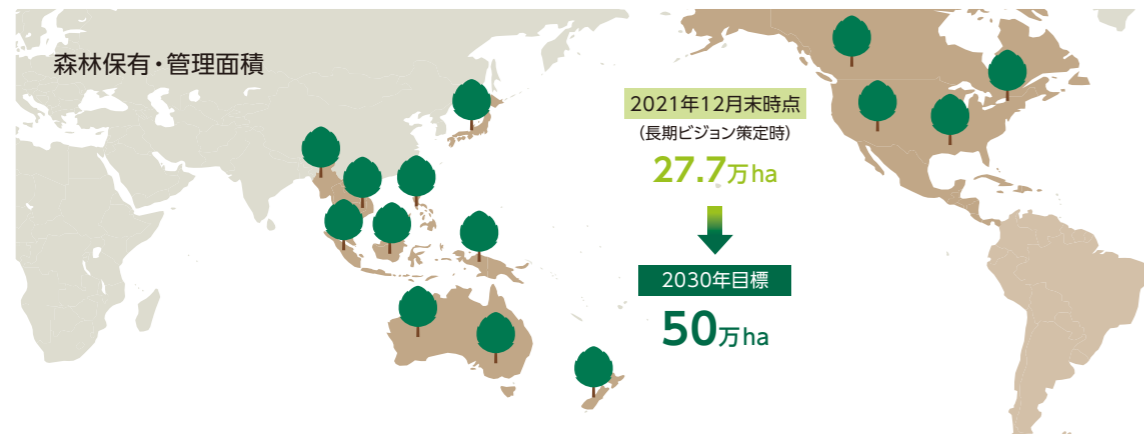 森林保有・管理面積
2021年12月末時点
（長期ビジョン策定時）
27.7万ha
2030年目標
50万ha